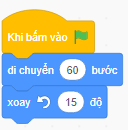 Khi bấm vào
di chuyển 60 bước
xoay 15 độ